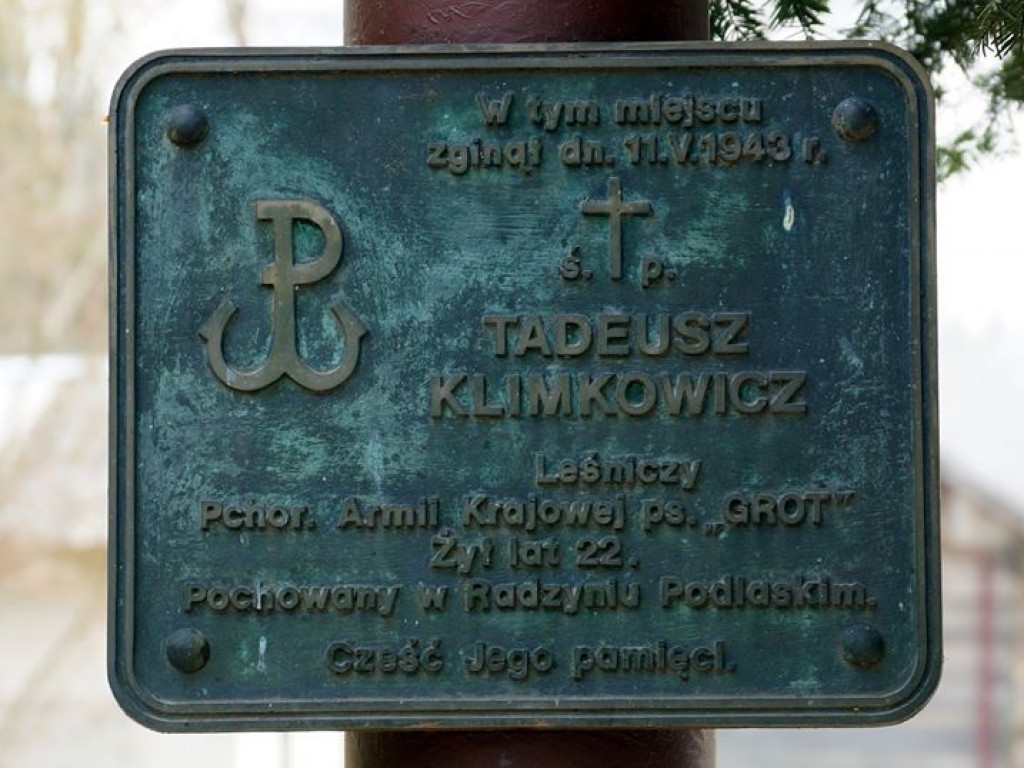 W tym miejscu
zginął dn. 11.V.1943 r.
ś. p.
TADEUSZ
KLIMKOWICZ
Leśniczy
Pchor. Armii Krajowej ps. „GROT"
Żył lat 22.
Pochowany w Radzyniu Podlaskim.
Cześć Jego pamięci.